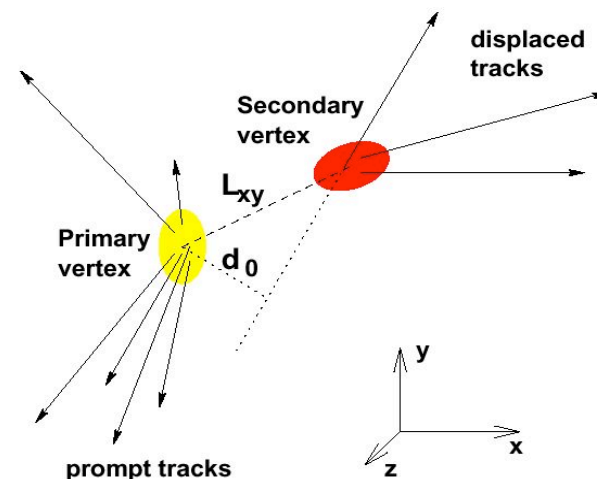 displaced
tracks
Secondary
vertex
Lxy
Primary
vertex
d0
y
x
z
prompt tracks